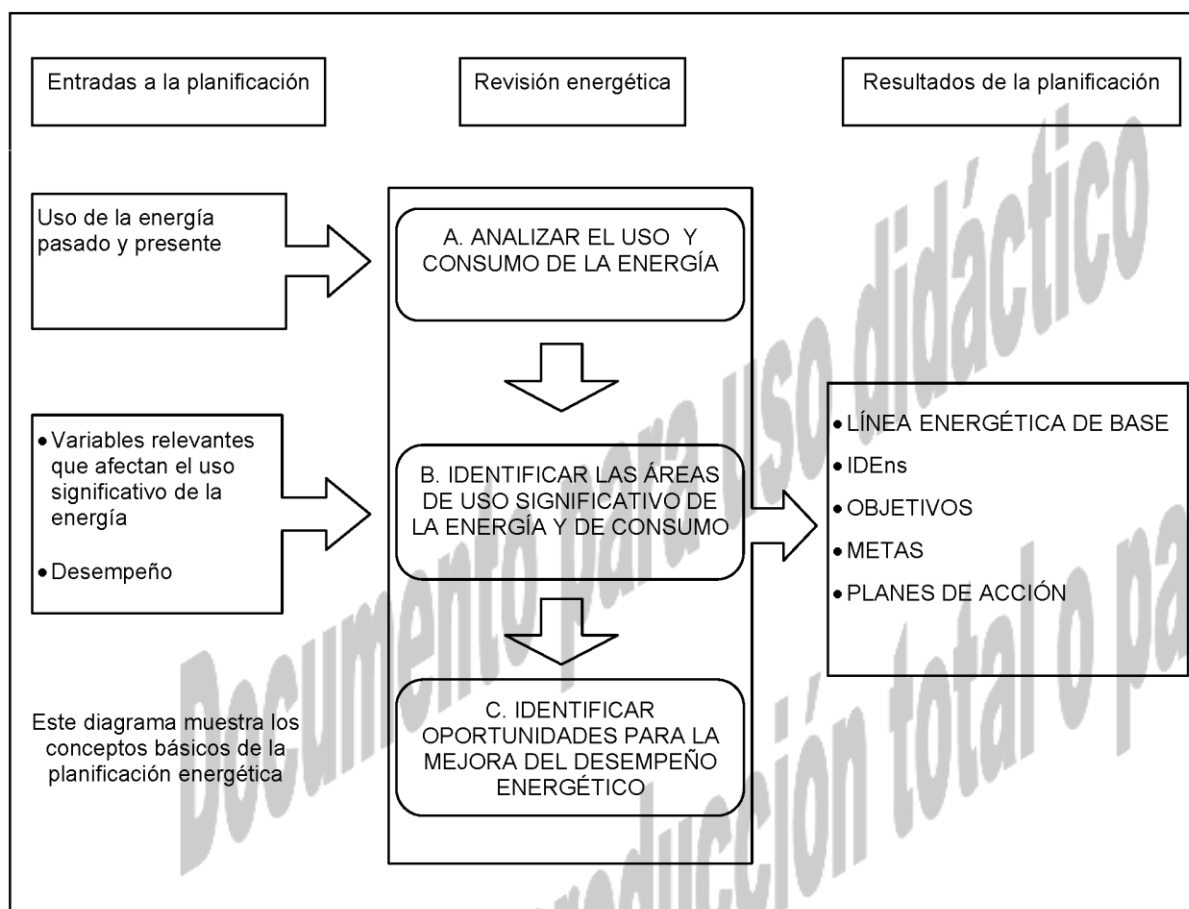 Entradas a la planificación
Revisión energética
Resultados de la planificación
Uso de la energía
pasado y presente
A. ANALIZAR EL USO Y
CONSUMO DE LA ENERGÍA
• Variables relevantes
que afectan el uso
significativo de la
energía
• Desempeño
B. IDENTIFICAR LAS ÁREAS
DE USO SIGNIFICATIVO DE
LA ENERGÍA Y DE CONSUMO
• LÍNEA ENERGÉTICA DE BASE
• IDEns
• OBJETIVOS
• METAS
• PLANES DE ACCIÓN
C. IDENTIFICAR
OPORTUNIDADES PARA LA
MEJORA DEL DESEMPEÑO
ENERGÉTICO
Este diagrama muestra los
conceptos básicos de la
planificación energética
Documento para uso didáctico
total o